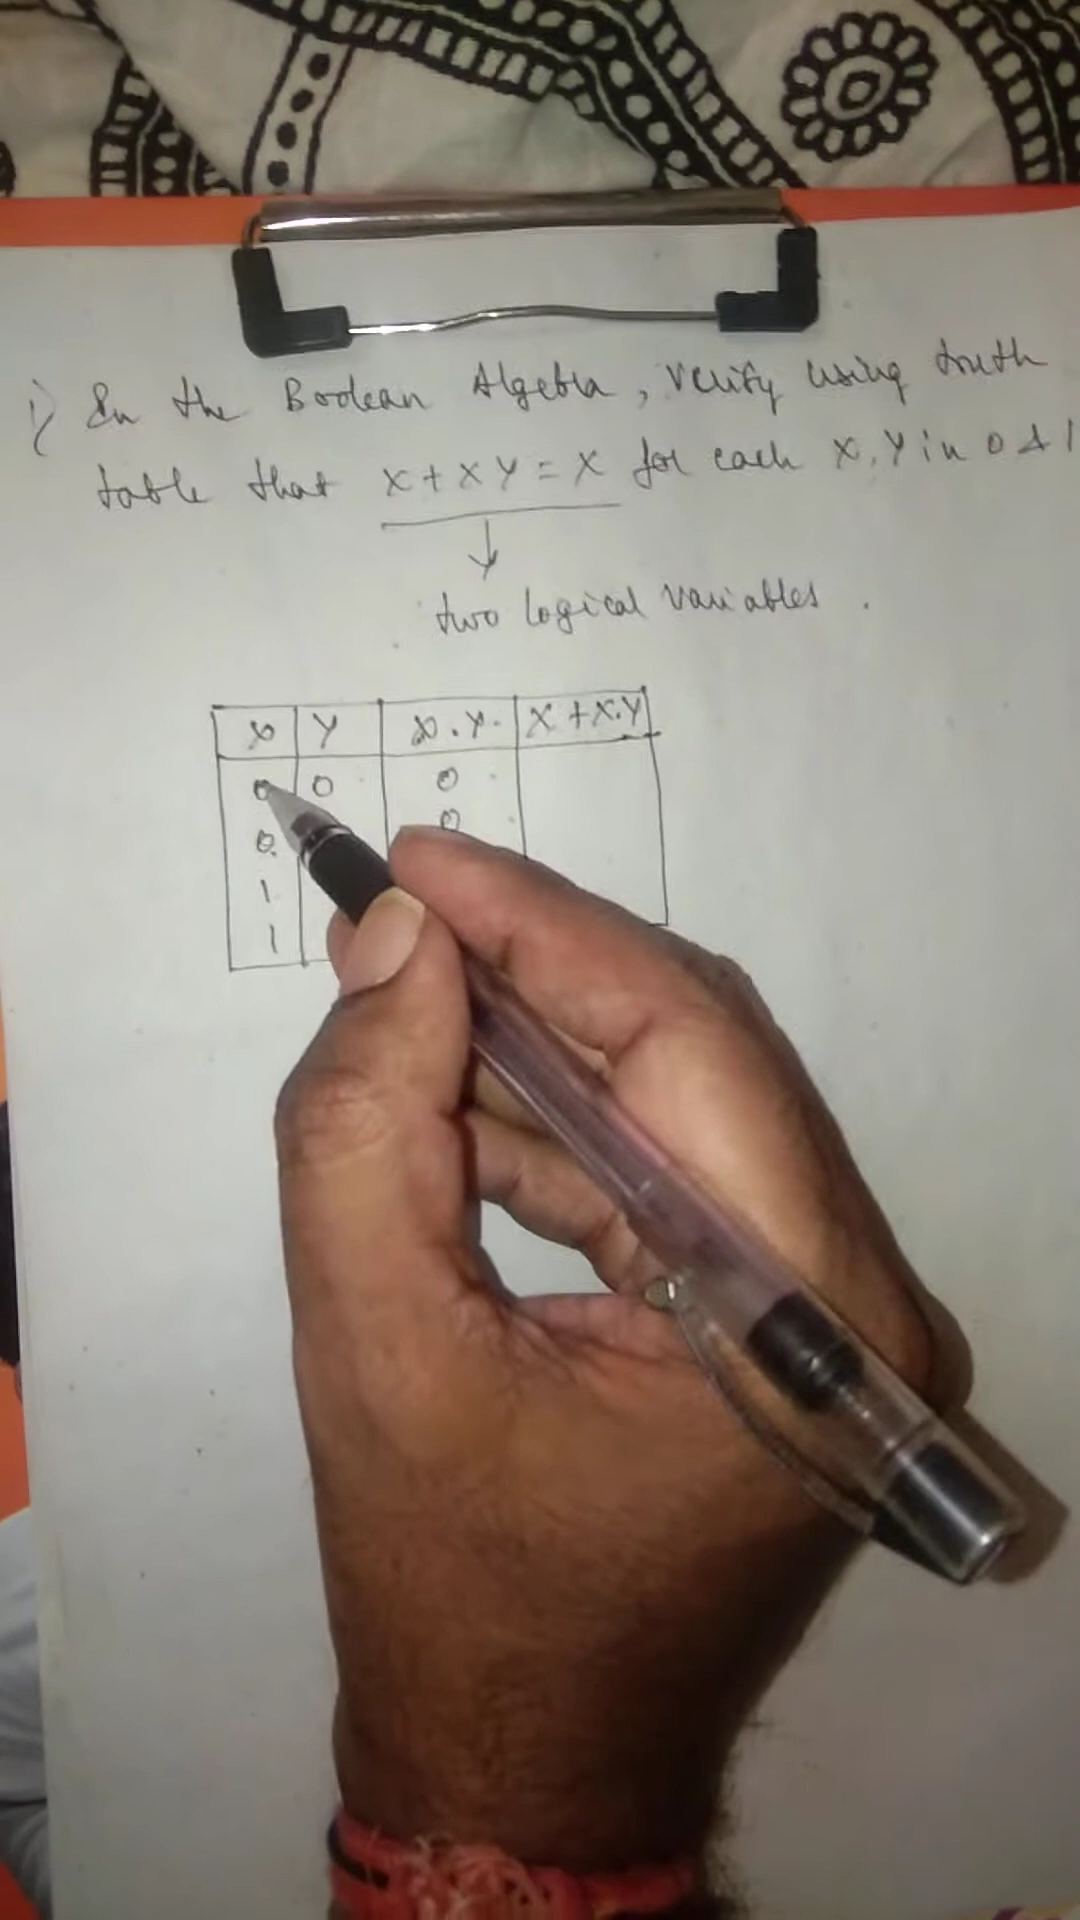 i) In the Boolean Algebra, verify using truth
table that X + X Y = X for each X, Y in 0 & 1
two logical variables.
X Y X . Y . X + X.Y
0 0 0
0 0
1
1